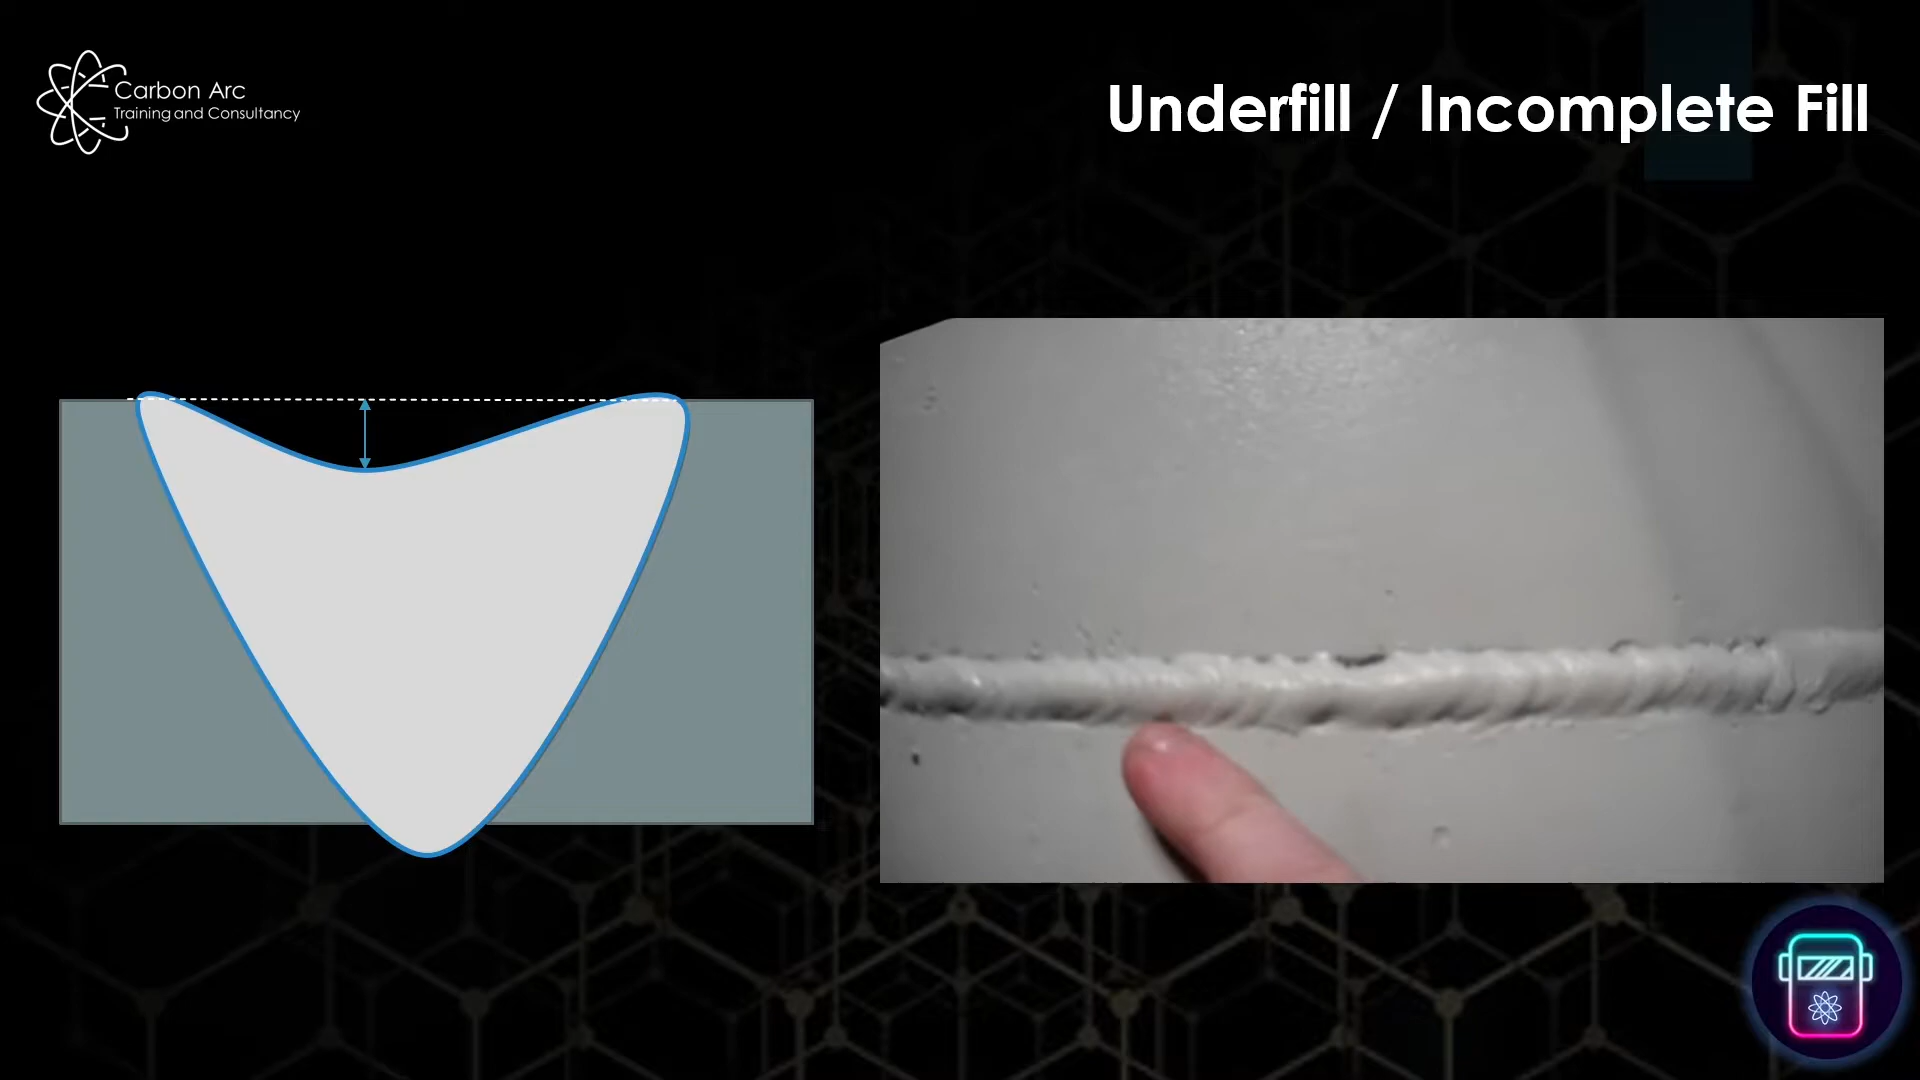 Carbon Arc
Training and Consultancy
Underfill / Incomplete Fill